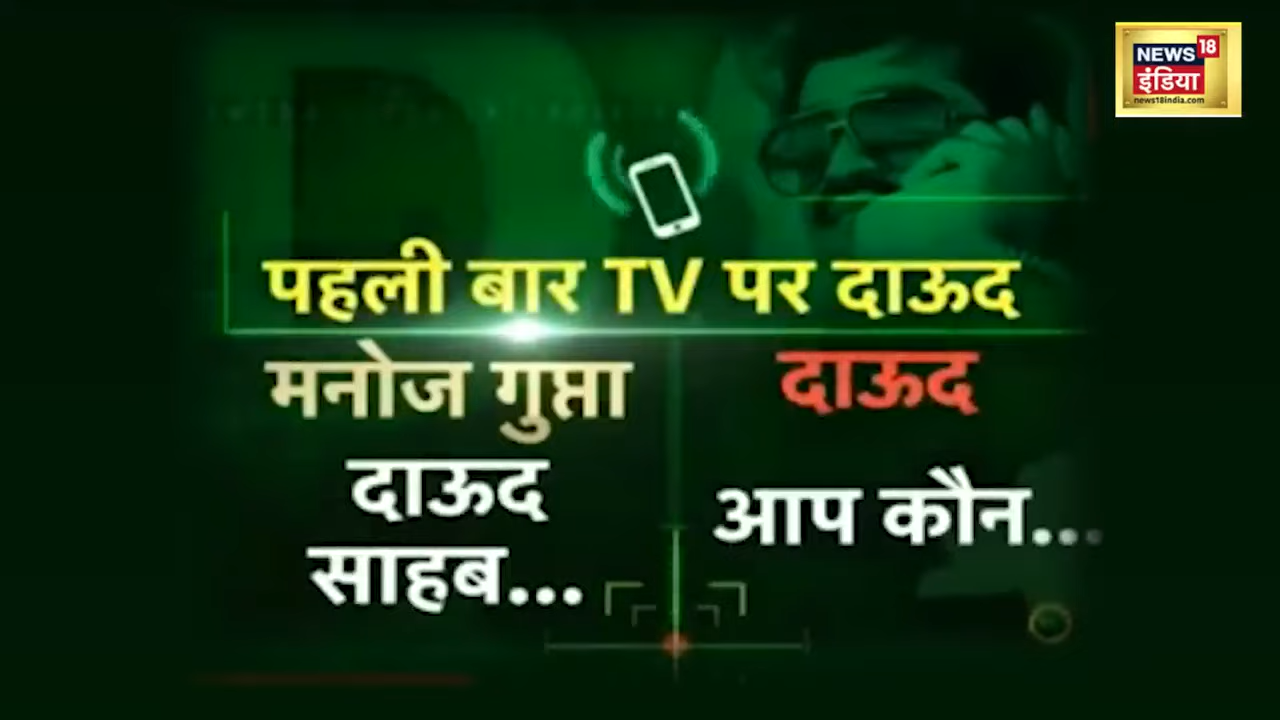 NEWS 18
इंडिया
news18india.com
पहली बार TV पर दाऊद
मनोज गुप्ता
दाऊद
दाऊद
साहब...
आप कौन...